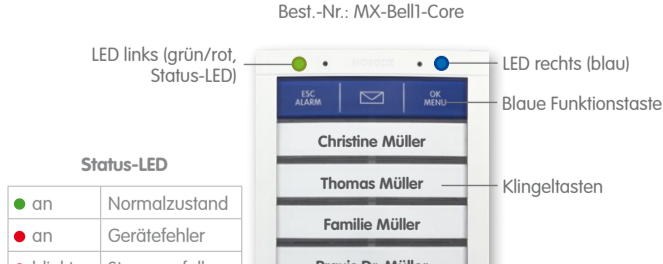 Best.-Nr.: MX-Bell1-Core
LED links (grün/rot,
Status-LED)
LED rechts (blau)
ESC
ALARM
OK
MENU
Blaue Funktionstaste
Christine Müller
Thomas Müller
Klingeltasten
Familie Müller
Status-LED
an Normalzustand
an Gerätefehler